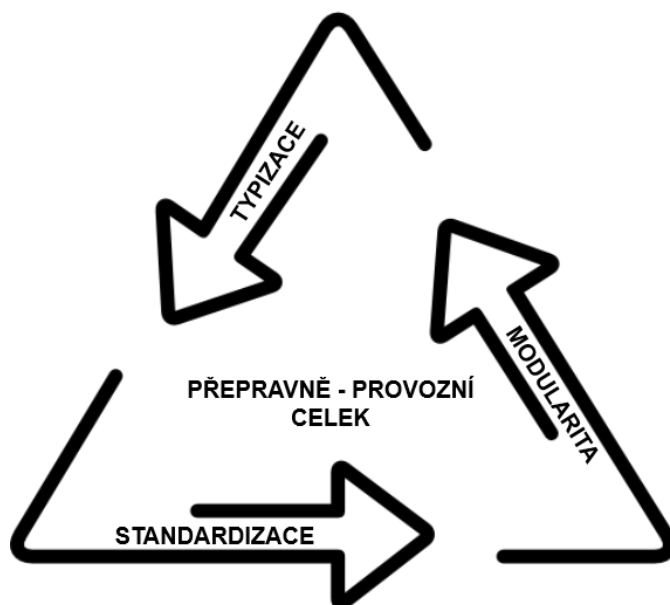 TYPIZACE
MODULARITA
PŘEPRAVNĚ - PROVOZNÍ
CELEK
STANDARDIZACE